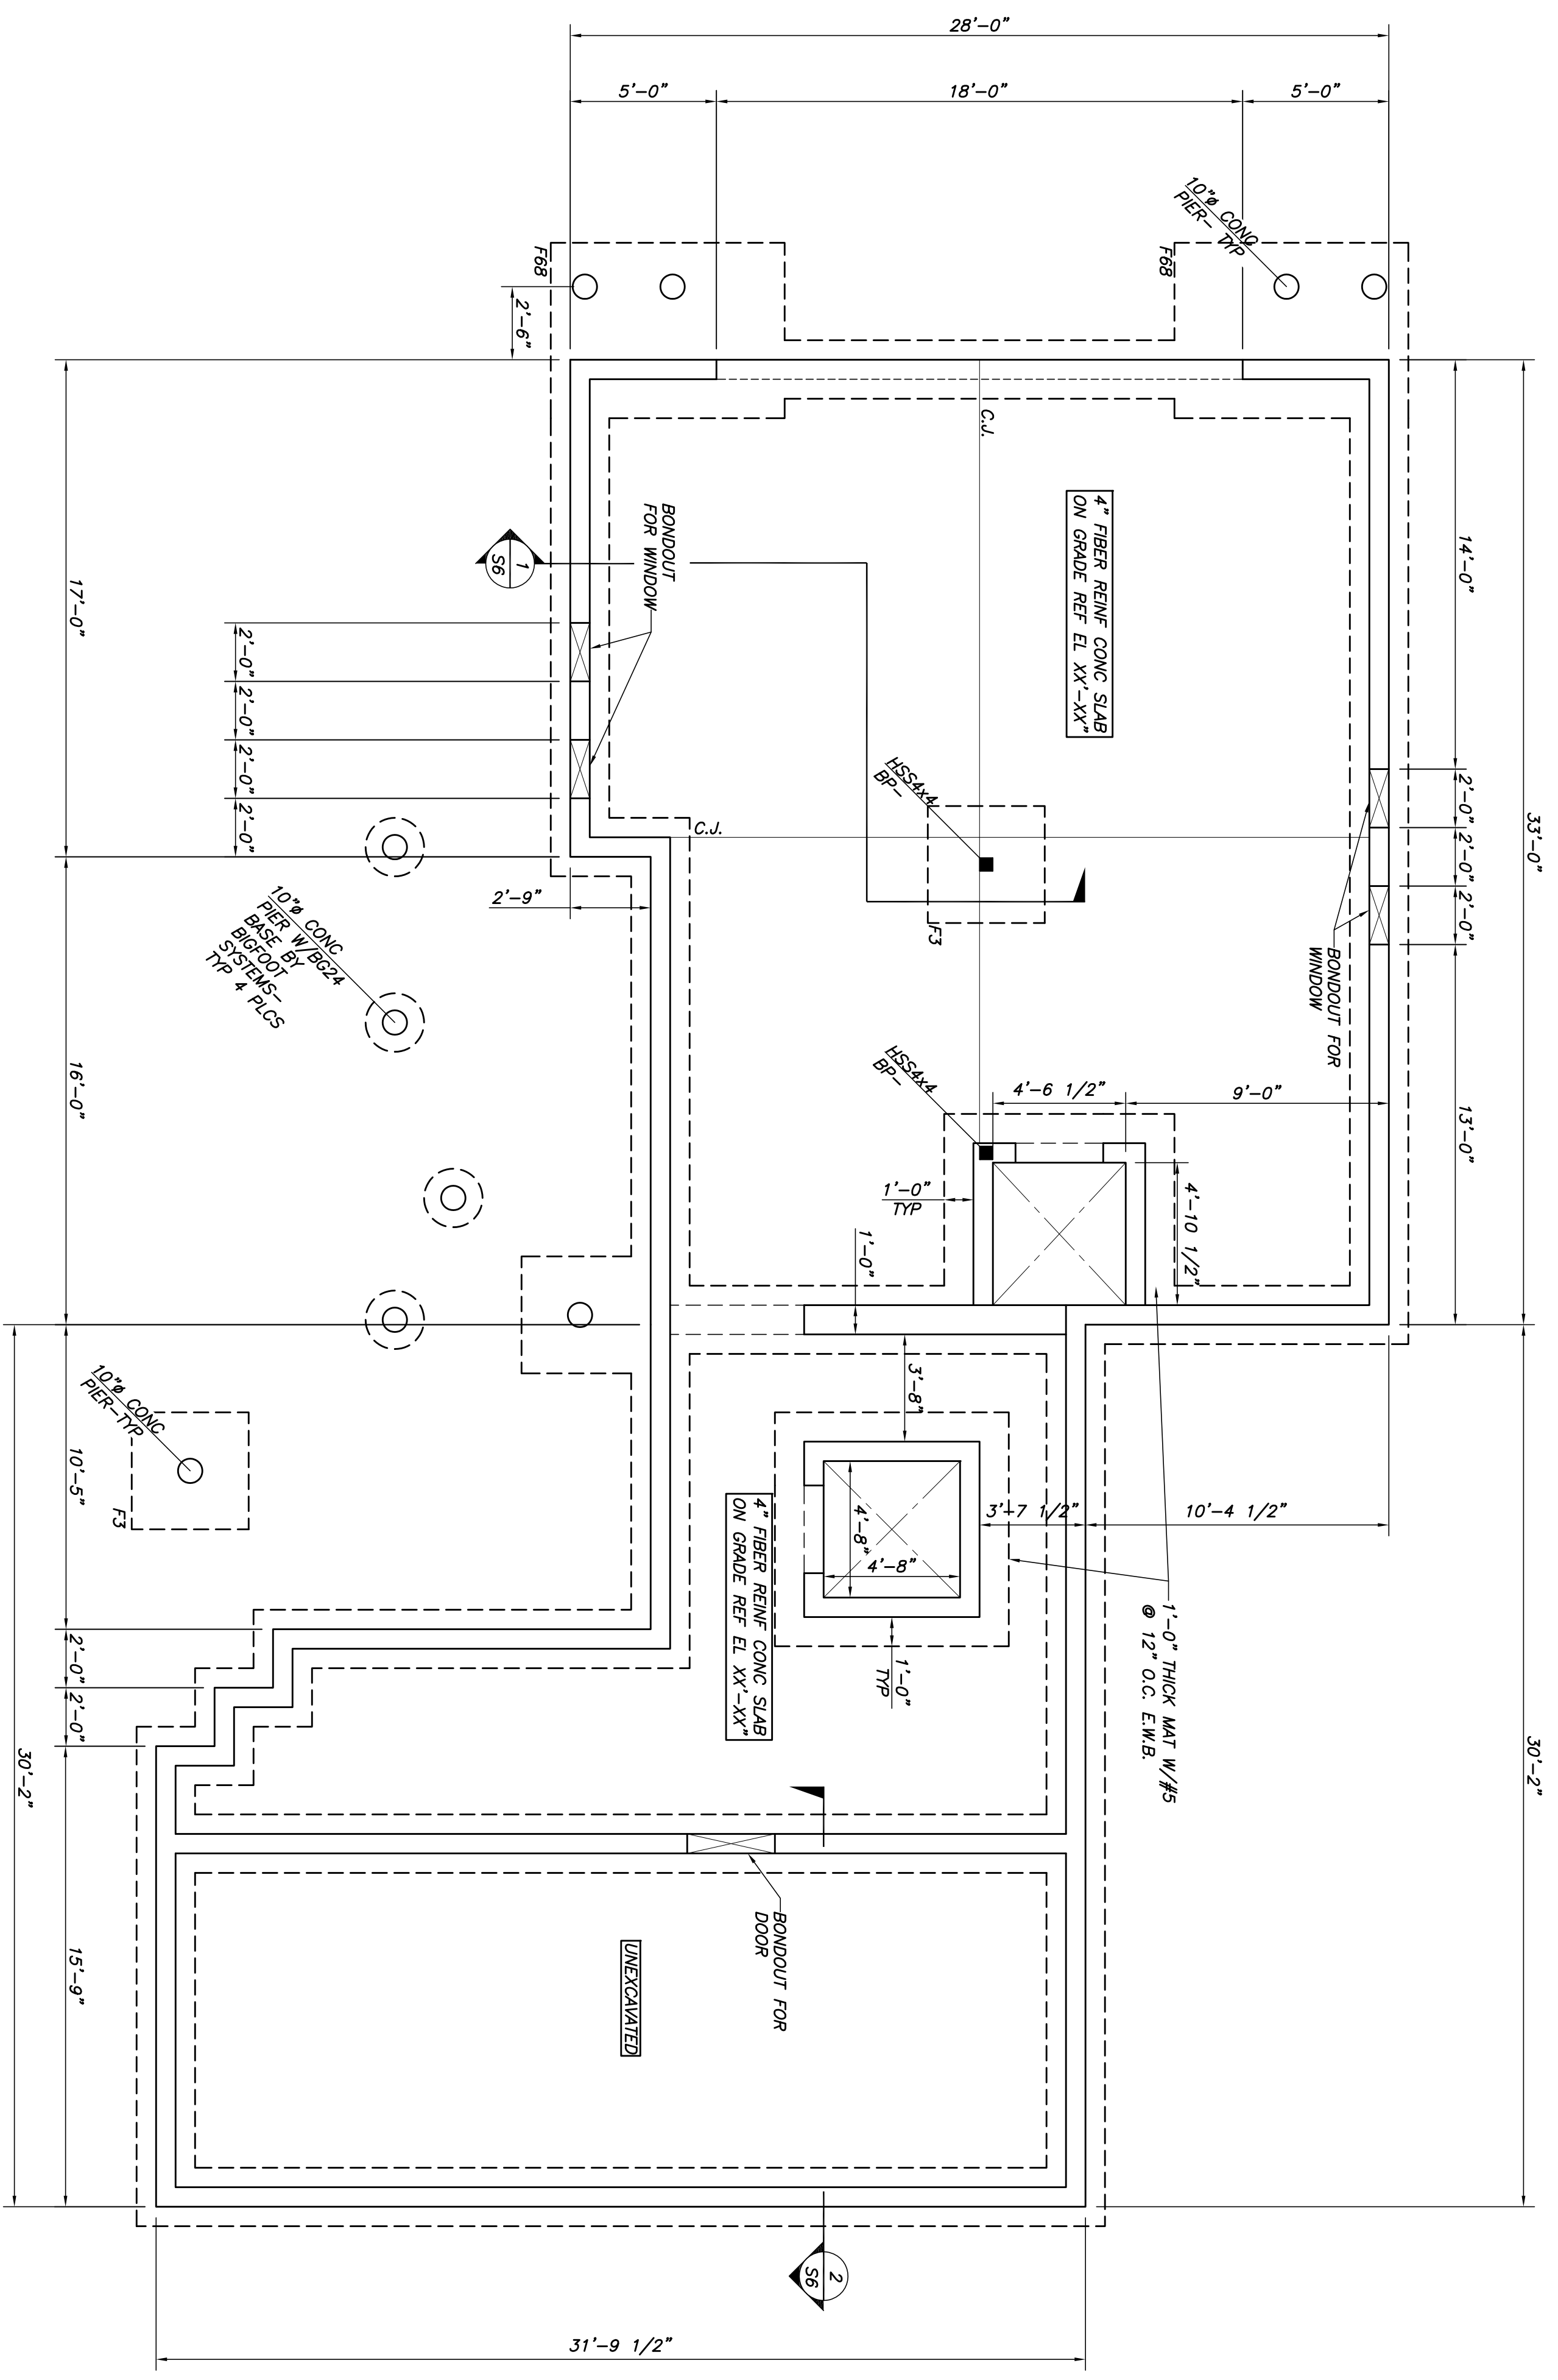 28'-0"
5'-0"
18'-0"
5'-0"
10"ø CONC
PIER- TYP
F68
F68
2'-6"
C.J.
4" FIBER REINF CONC SLAB
ON GRADE REF EL XX'-XX"
14'-0"
33'-0"
BONDOUT
FOR WINDOW
1
S6
17'-0"
2'-0"
2'-0"
2'-0"
2'-0"
2'-0"
2'-0"
2'-0"
HSS4x4
BP-
C.J.
F3
2'-9"
BONDOUT FOR
WINDOW
10"ø CONC
PIER W/BG24
BASE BY
BIGFOOT
SYSTEMS-
TYP 4 PLCS
16'-0"
HSS4x4
BP-
4'-6 1/2"
9'-0"
13'-0"
1'-0"
TYP
4'-10 1/2"
1'-0"
3'-8"
10"ø CONC
PIER-TYP
F3
10'-5"
4" FIBER REINF CONC SLAB
ON GRADE REF EL XX'-XX"
4'-8"
4'-8"
3'-7 1/2"
10'-4 1/2"
1'-0" THICK MAT W/#5
@ 12" O.C. E.W.B.
1'-0"
TYP
2'-0"
2'-0"
30'-2"
30'-2"
15'-9"
BONDOUT FOR
DOOR
UNEXCAVATED
2
S6
31'-9 1/2"